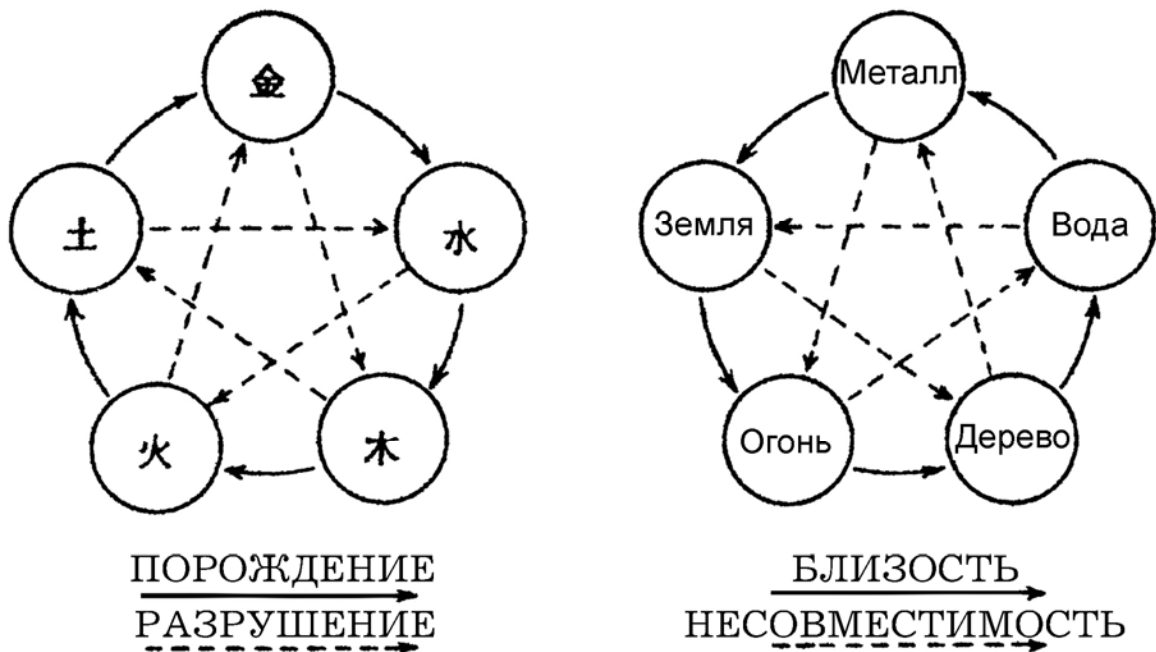 金
土
水
火
木
ПОРОЖДЕНИЕ
РАЗРУШЕНИЕ
Металл
Земля
Вода
Огонь
Дерево
БЛИЗОСТЬ
НЕСОВМЕСТИМОСТЬ